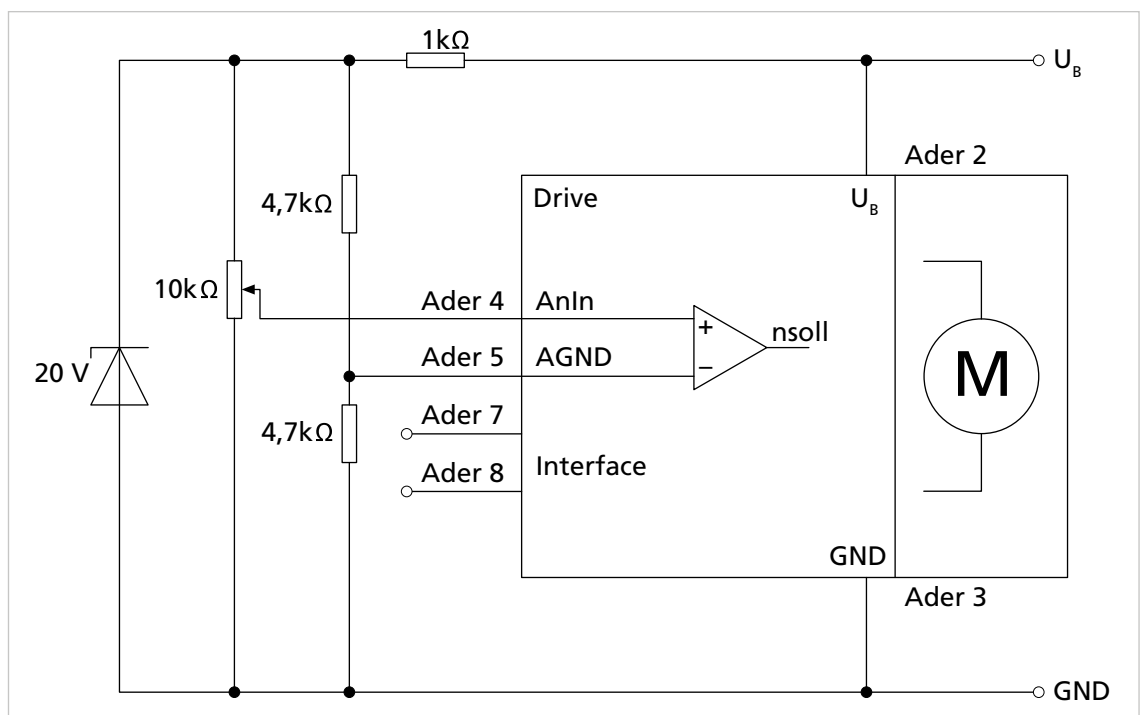 1kΩ
U_B
Ader 2
Drive
U_B
4,7kΩ
10kΩ
Ader 4
AnIn
+
nsoll
20 V
Ader 5
AGND
−
M
4,7kΩ
Ader 7
Interface
Ader 8
GND
Ader 3
GND